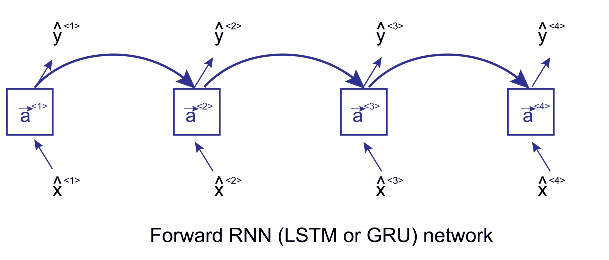 ŷ<1> ŷ<2> ŷ<3> ŷ<4>
a⃗<1> a⃗<2> a⃗<3> a⃗<4>
x̂<1> x̂<2> x̂<3> x̂<4>
Forward RNN (LSTM or GRU) network